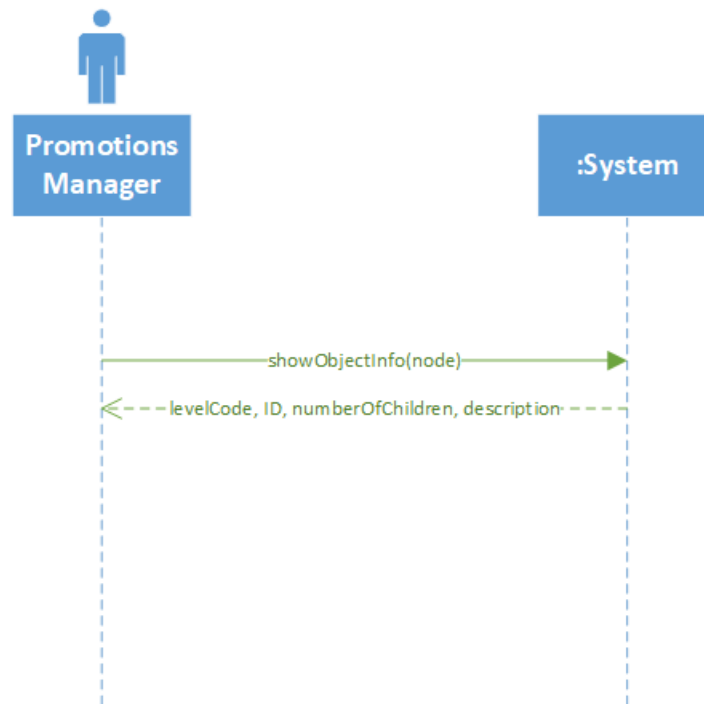 Promotions
Manager
:System
showObjectInfo(node)
levelCode, ID, numberOfChildren, description